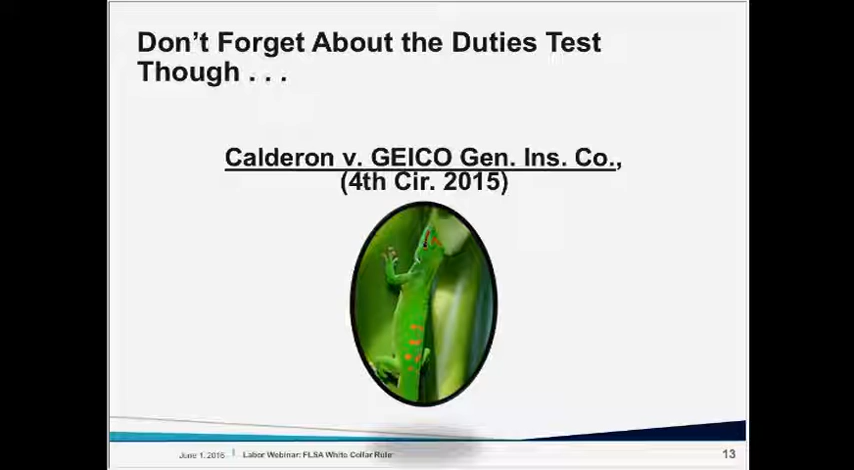 Don't Forget About the Duties Test
Though . . .
Calderon v. GEICO Gen. Ins. Co.,
(4th Cir. 2015)
June 1, 2016 Labor Webinar: FLSA White Collar Rule
13